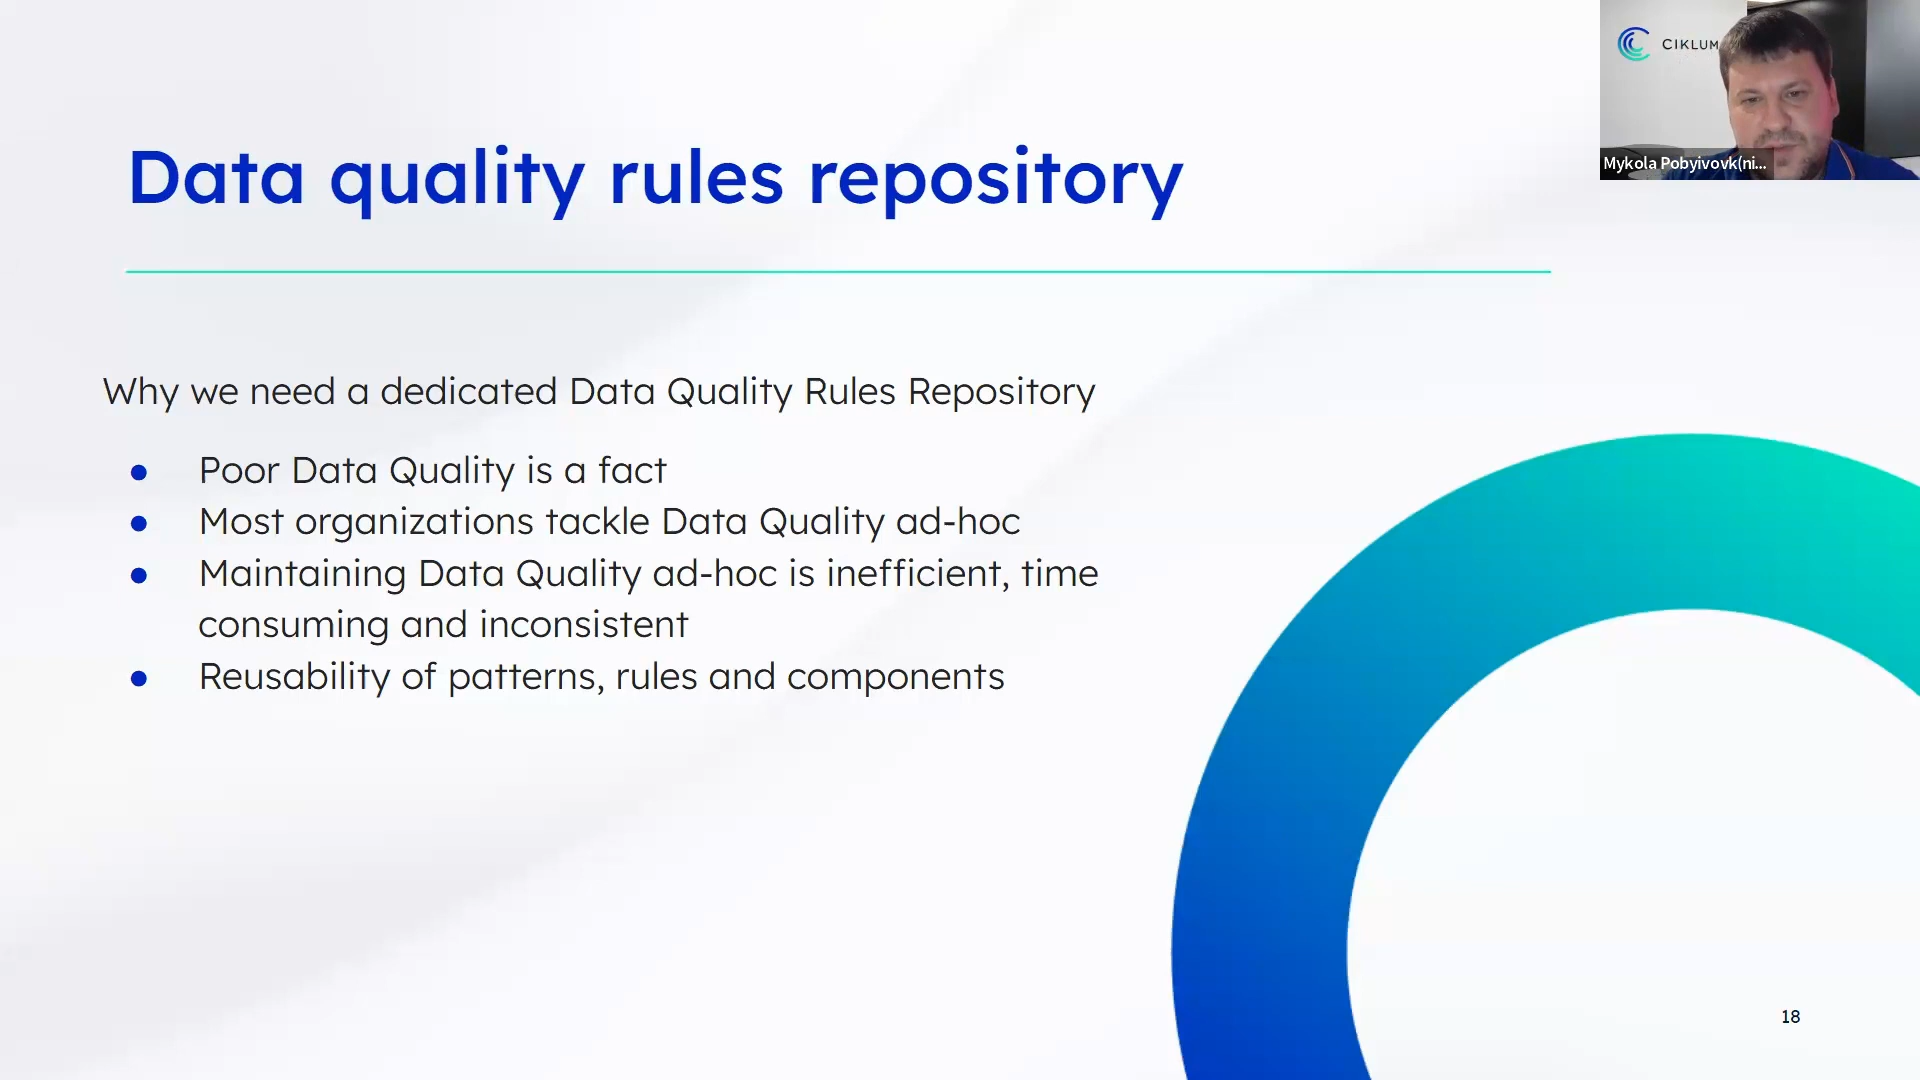 CIKLUM
Mykola Pobyivovk(ni...
Data quality rules repository
Why we need a dedicated Data Quality Rules Repository
● Poor Data Quality is a fact
● Most organizations tackle Data Quality ad-hoc
● Maintaining Data Quality ad-hoc is inefficient, time
consuming and inconsistent
● Reusability of patterns, rules and components
18